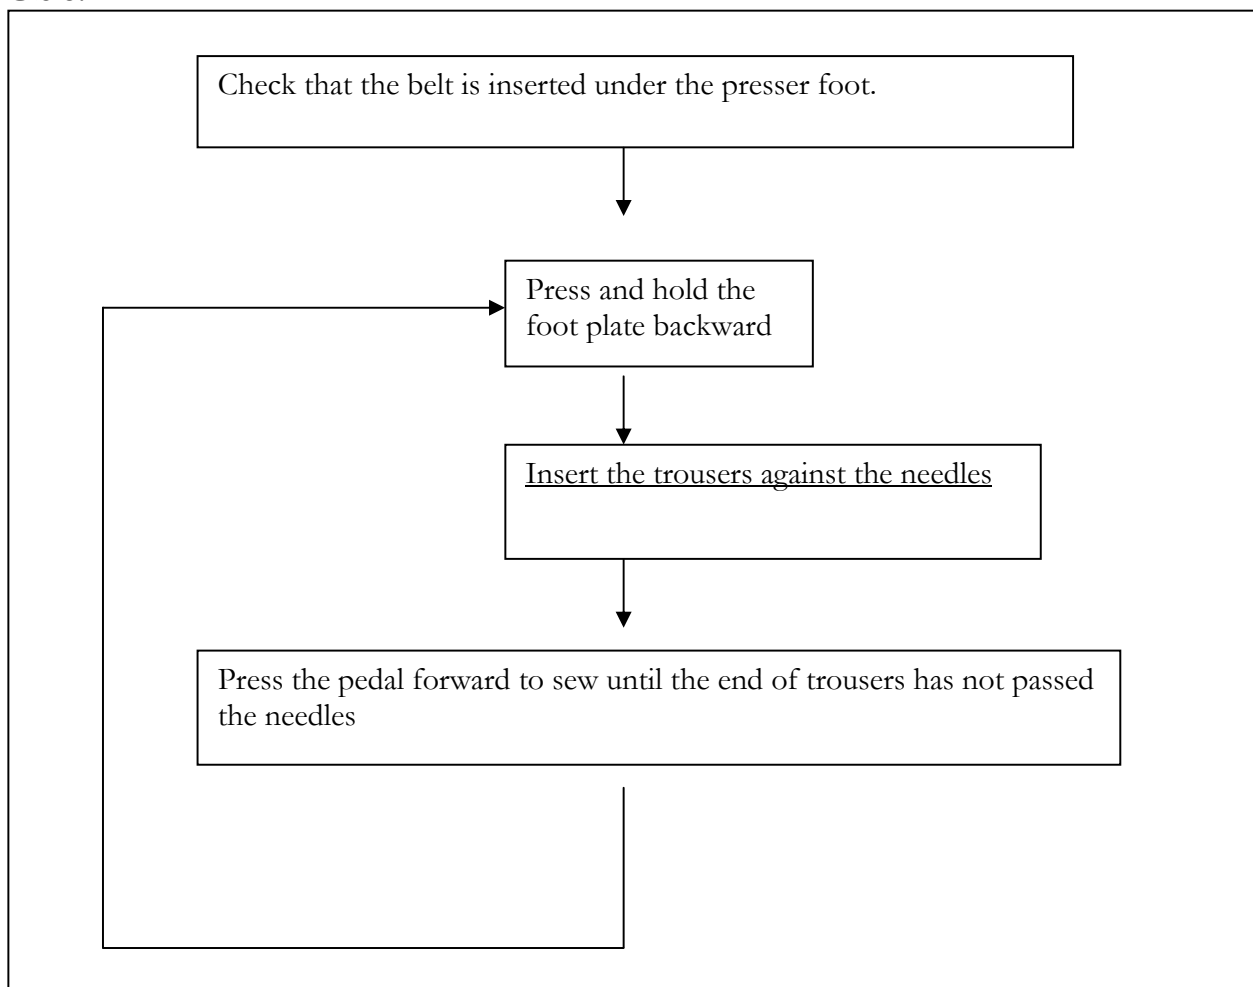 Check that the belt is inserted under the presser foot.
Press and hold the
foot plate backward
Insert the trousers against the needles
Press the pedal forward to sew until the end of trousers has not passed
the needles